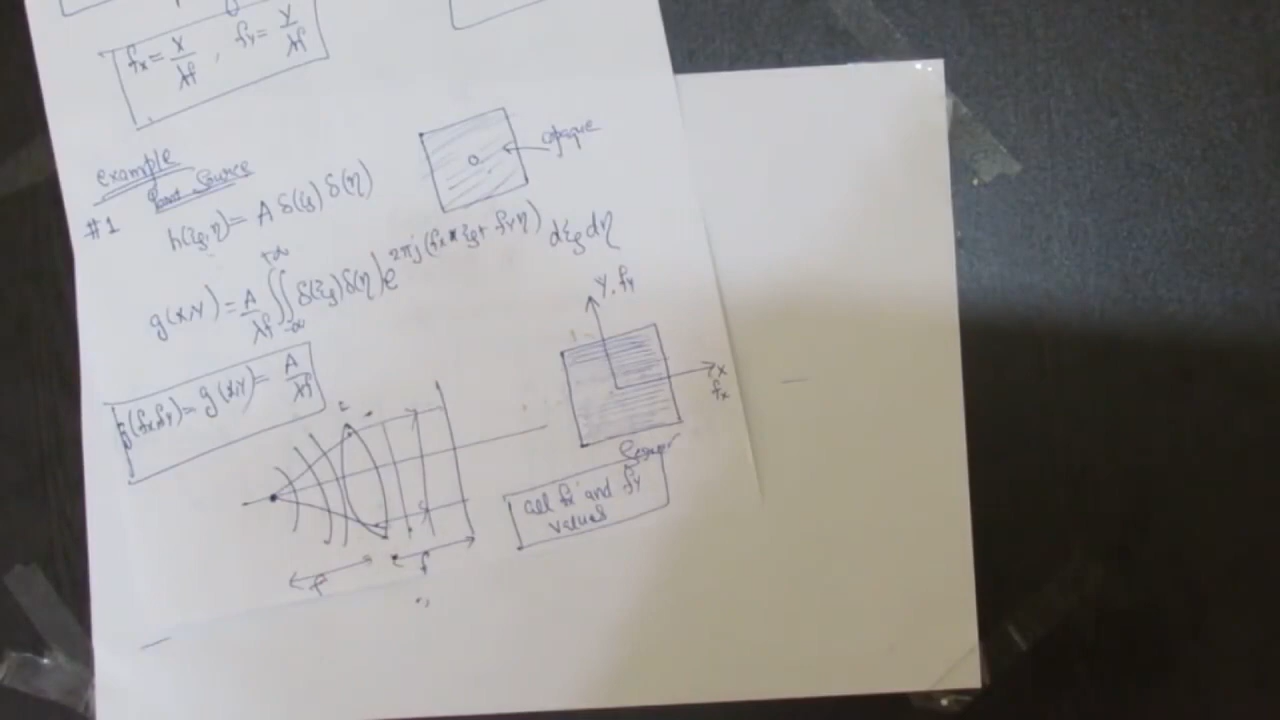 fx = x/λf , fY = Y/λf
example
#1 Point Source
opaque
h(ξ,η) = A δ(ξ) δ(η)
g(x,Y) = A/λf ∫∫ δ(ξ)δ(η) e^2πj(fx*ξ+ fYη) dξdη
+∞
-∞
Y, fY
x
fx
g(fx,fY) = g(x,Y) = A/λf
all fx and fY
values
f
f